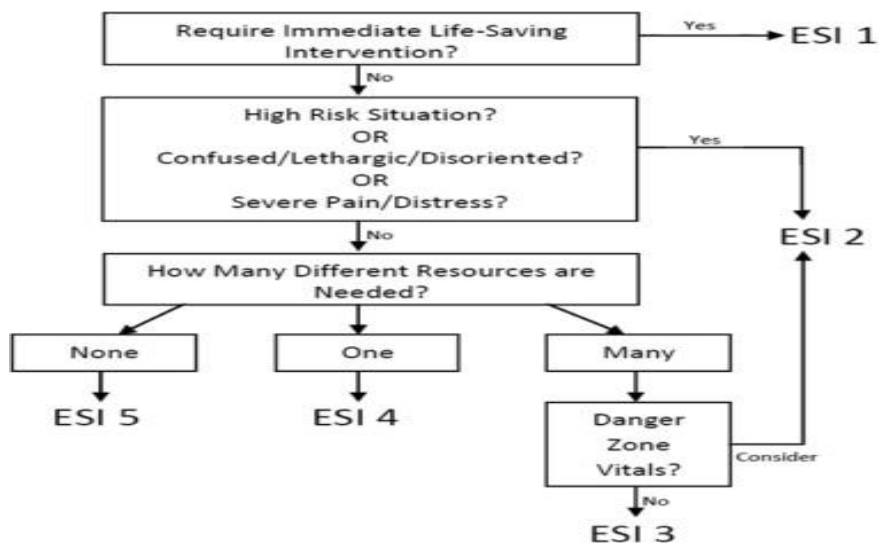 Require Immediate Life-Saving
Intervention?
Yes
ESI 1
No
High Risk Situation?
OR
Confused/Lethargic/Disoriented?
OR
Severe Pain/Distress?
Yes
ESI 2
No
How Many Different Resources are
Needed?
None
One
Many
ESI 5
ESI 4
Danger
Zone
Vitals?
Consider
No
ESI 3